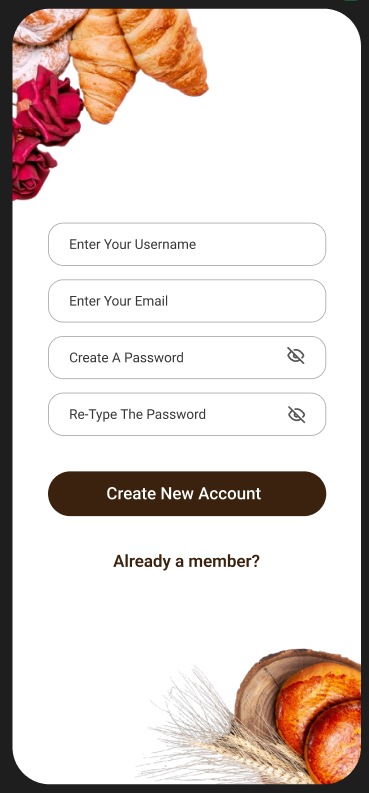 Enter Your Username
Enter Your Email
Create A Password
Re-Type The Password
Create New Account
Already a member?